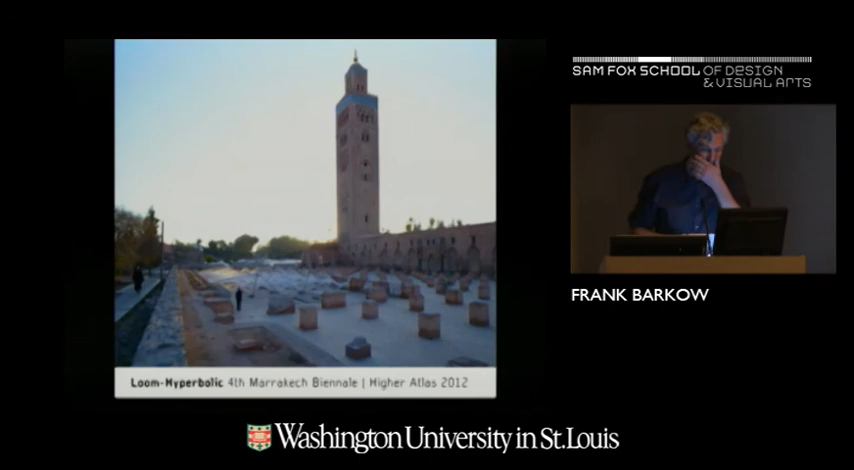 SAM FOX SCHOOL OF DESIGN
& VISUAL ARTS
FRANK BARKOW
Loom-Hyperbolic 4th Marrakech Biennale | Higher Atlas 2012
Washington University in St. Louis